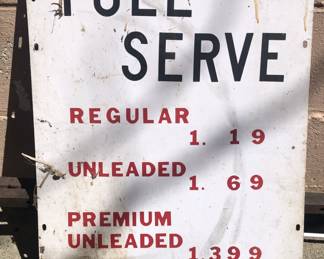 FULL
SERVE
REGULAR
1. 19
UNLEADED
1. 69
PREMIUM
UNLEADED
1.399